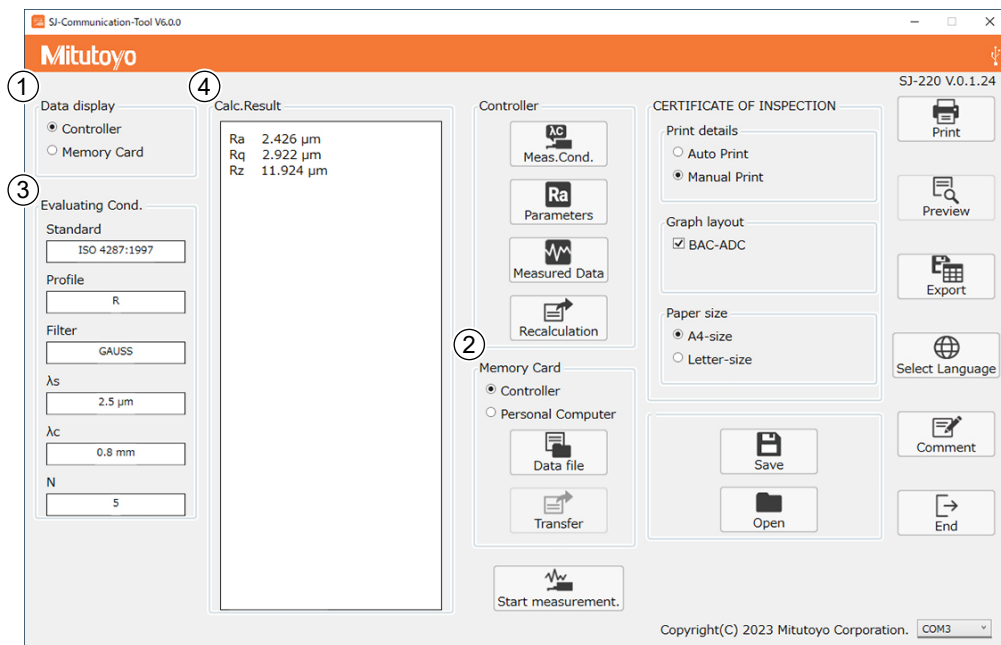 SJ-Communication-Tool V6.0.0
Mitutoyo
SJ-220 V.0.1.24
1
Data display
Controller
Memory Card
3
Evaluating Cond.
Standard
ISO 4287:1997
Profile
R
Filter
GAUSS
λs
2.5 µm
λc
0.8 mm
N
5
4
Calc.Result
Ra 2.426 µm
Rq 2.922 µm
Rz 11.924 µm
Controller
λC
Meas.Cond.
Ra
Parameters
Measured Data
Recalculation
2
Memory Card
Controller
Personal Computer
Data file
Transfer
Start measurement.
CERTIFICATE OF INSPECTION
Print details
Auto Print
Manual Print
Graph layout
BAC-ADC
Paper size
A4-size
Letter-size
Save
Open
Print
Preview
Export
Select Language
Comment
End
Copyright(C) 2023 Mitutoyo Corporation.
COM3